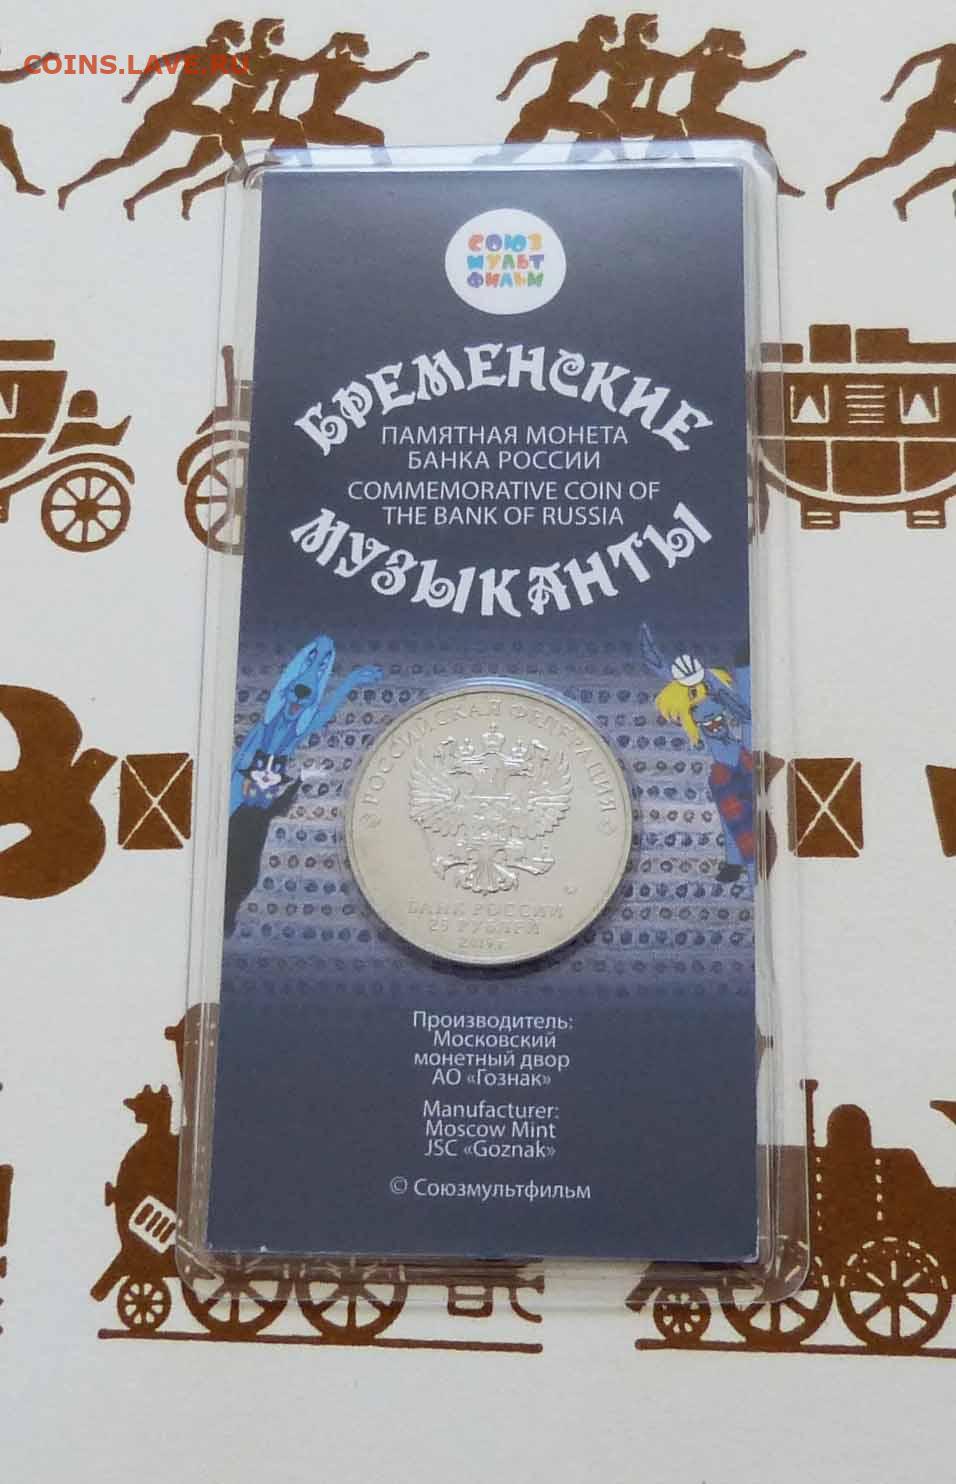 COINS.LAVE.RU
СОЮЗ
МУЛЬТ
ФИЛЬМ
БРЕМЕНСКИЕ
ПАМЯТНАЯ МОНЕТА
БАНКА РОССИИ
COMMEMORATIVE COIN OF
THE BANK OF RUSSIA
МУЗЫКАНТЫ
РОССИЙСКАЯ ФЕДЕРАЦИЯ
БАНК РОССИИ
25 РУБЛЕЙ
2019 г.
Производитель:
Московский
монетный двор
АО «Гознак»
Manufacturer:
Moscow Mint
JSC «Goznak»
© Союзмультфильм